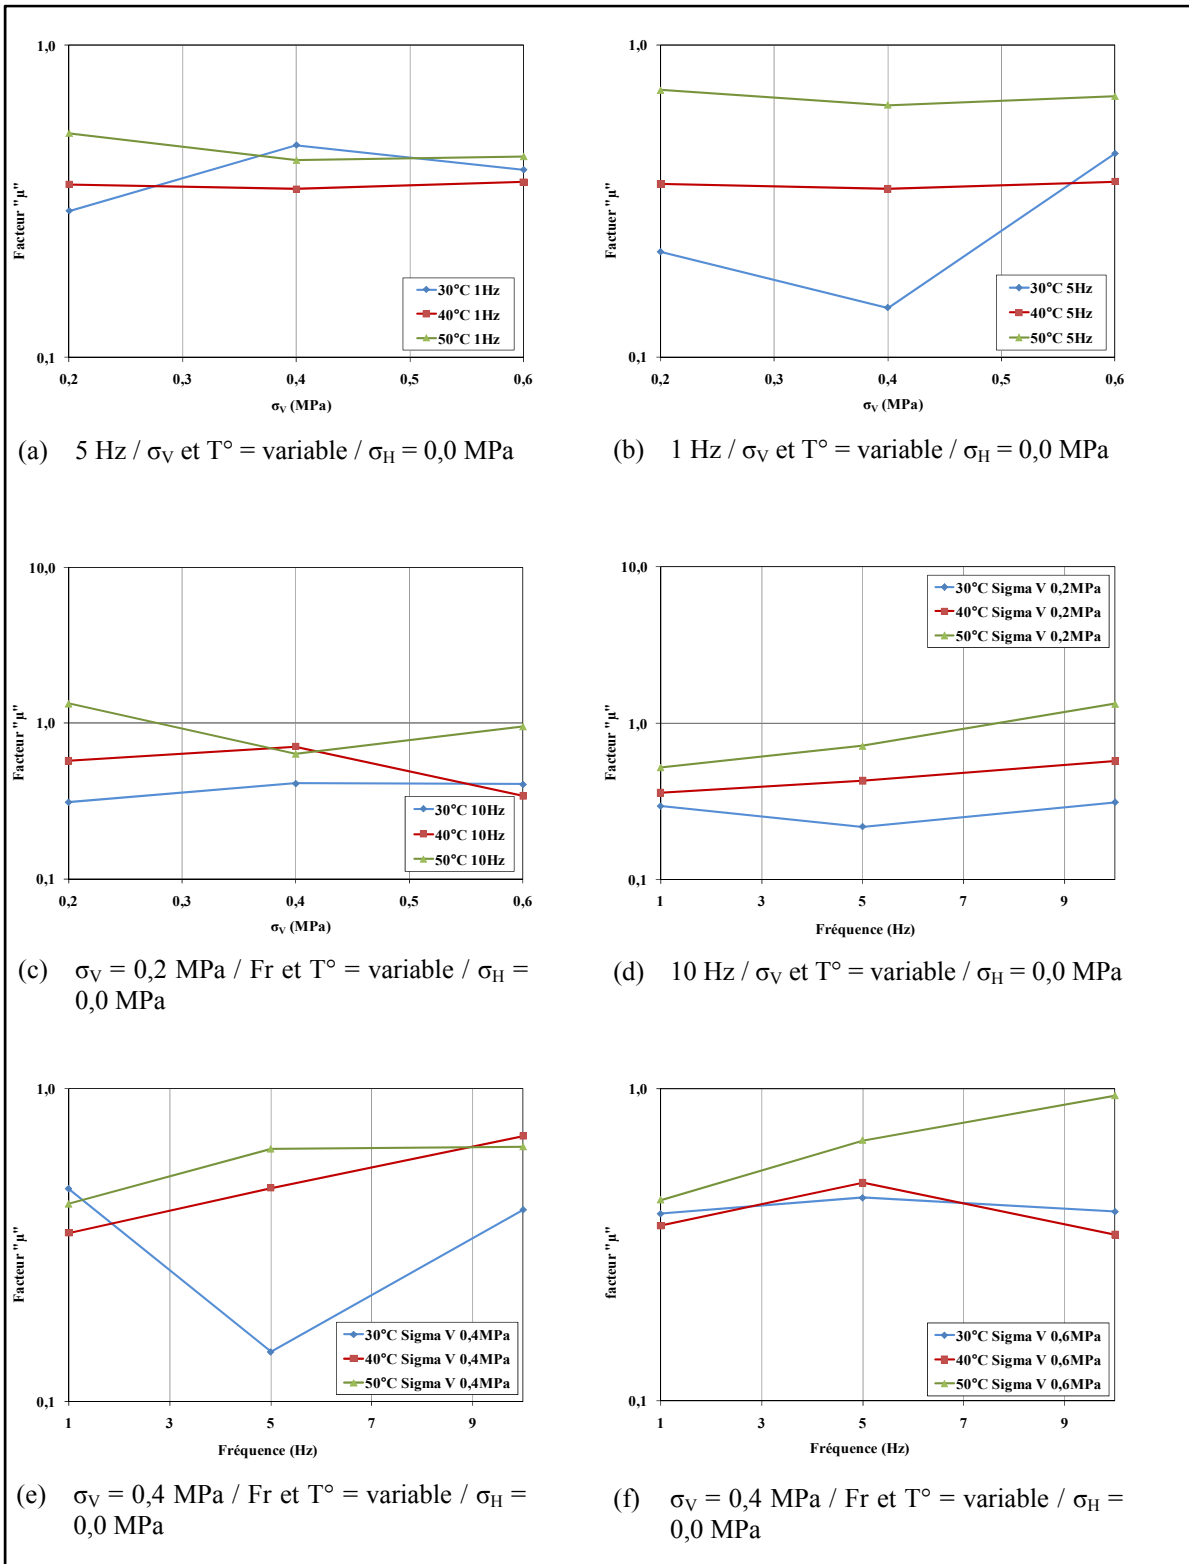 1,0
0,1
Facteur "μ"
30°C 1Hz
40°C 1Hz
50°C 1Hz
0,2 0,3 0,4 0,5 0,6
σV (MPa)
(a) 5 Hz / σV et T° = variable / σH = 0,0 MPa
1,0
0,1
Factuer "μ"
30°C 5Hz
40°C 5Hz
50°C 5Hz
0,2 0,3 0,4 0,5 0,6
σV (MPa)
(b) 1 Hz / σV et T° = variable / σH = 0,0 MPa
10,0
1,0
0,1
Facteur "μ"
30°C 10Hz
40°C 10Hz
50°C 10Hz
0,2 0,3 0,4 0,5 0,6
σV (MPa)
(c) σV = 0,2 MPa / Fr et T° = variable / σH =
0,0 MPa
10,0
1,0
0,1
Facteur "μ"
30°C Sigma V 0,2MPa
40°C Sigma V 0,2MPa
50°C Sigma V 0,2MPa
1 3 5 7 9
Fréquence (Hz)
(d) 10 Hz / σV et T° = variable / σH = 0,0 MPa
1,0
0,1
Facteur "μ"
30°C Sigma V 0,4MPa
40°C Sigma V 0,4MPa
50°C Sigma V 0,4MPa
1 3 5 7 9
Fréquence (Hz)
(e) σV = 0,4 MPa / Fr et T° = variable / σH =
0,0 MPa
1,0
0,1
facteur "μ"
30°C Sigma V 0,6MPa
40°C Sigma V 0,6MPa
50°C Sigma V 0,6MPa
1 3 5 7 9
Fréquence (Hz)
(f) σV = 0,4 MPa / Fr et T° = variable / σH =
0,0 MPa